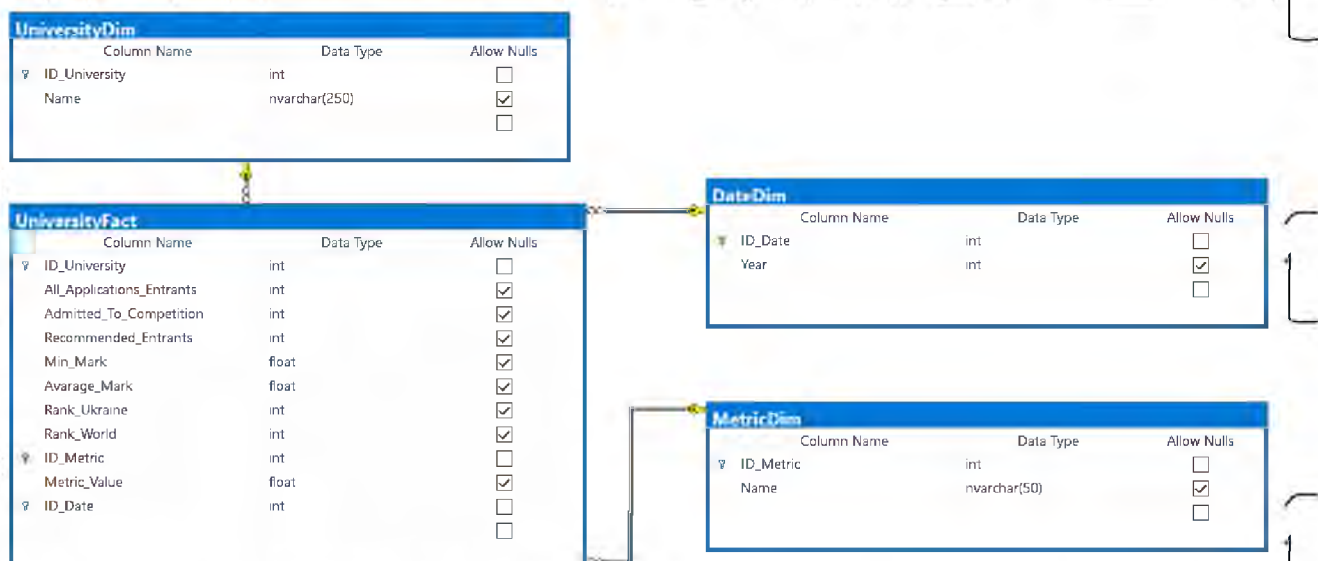 UniversityDim
Column Name Data Type Allow Nulls
ID_University int
Name nvarchar(250)
UniversityFact
Column Name Data Type Allow Nulls
ID_University int
All_Applications_Entrants int
Admitted_To_Competition int
Recommended_Entrants int
Min_Mark float
Avarage_Mark float
Rank_Ukraine int
Rank_World int
ID_Metric int
Metric_Value float
ID_Date int
DateDim
Column Name Data Type Allow Nulls
ID_Date int
Year int
MetricDim
Column Name Data Type Allow Nulls
ID_Metric int
Name nvarchar(50)